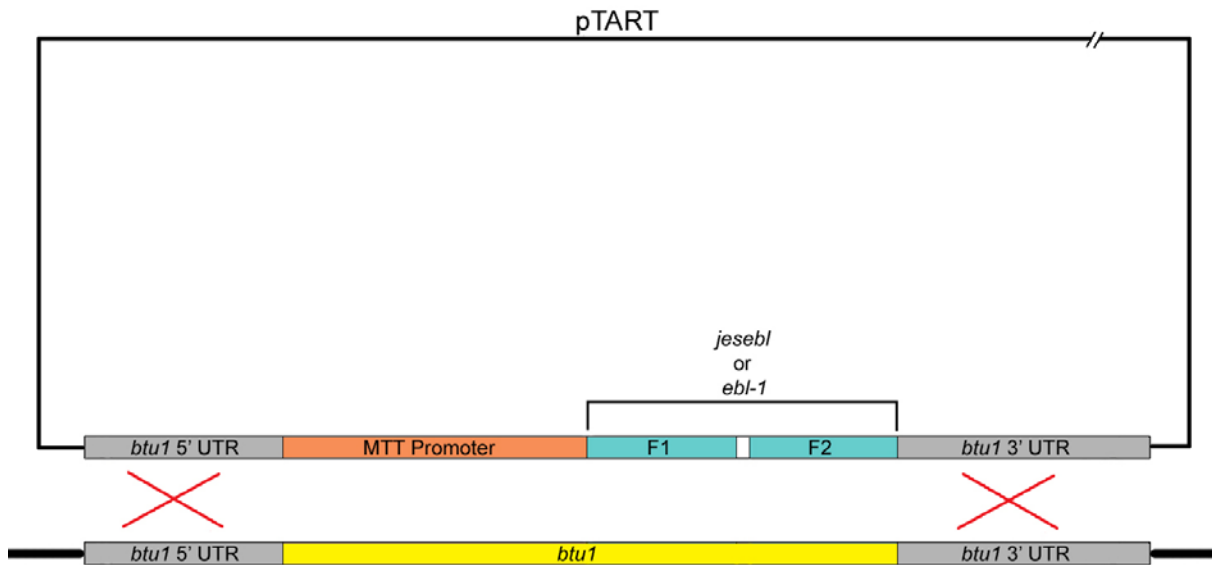 pTART
//
jesebl
or
ebl-1
btu1 5' UTR MTT Promoter F1 F2 btu1 3' UTR
btu1 5' UTR btu1 btu1 3' UTR